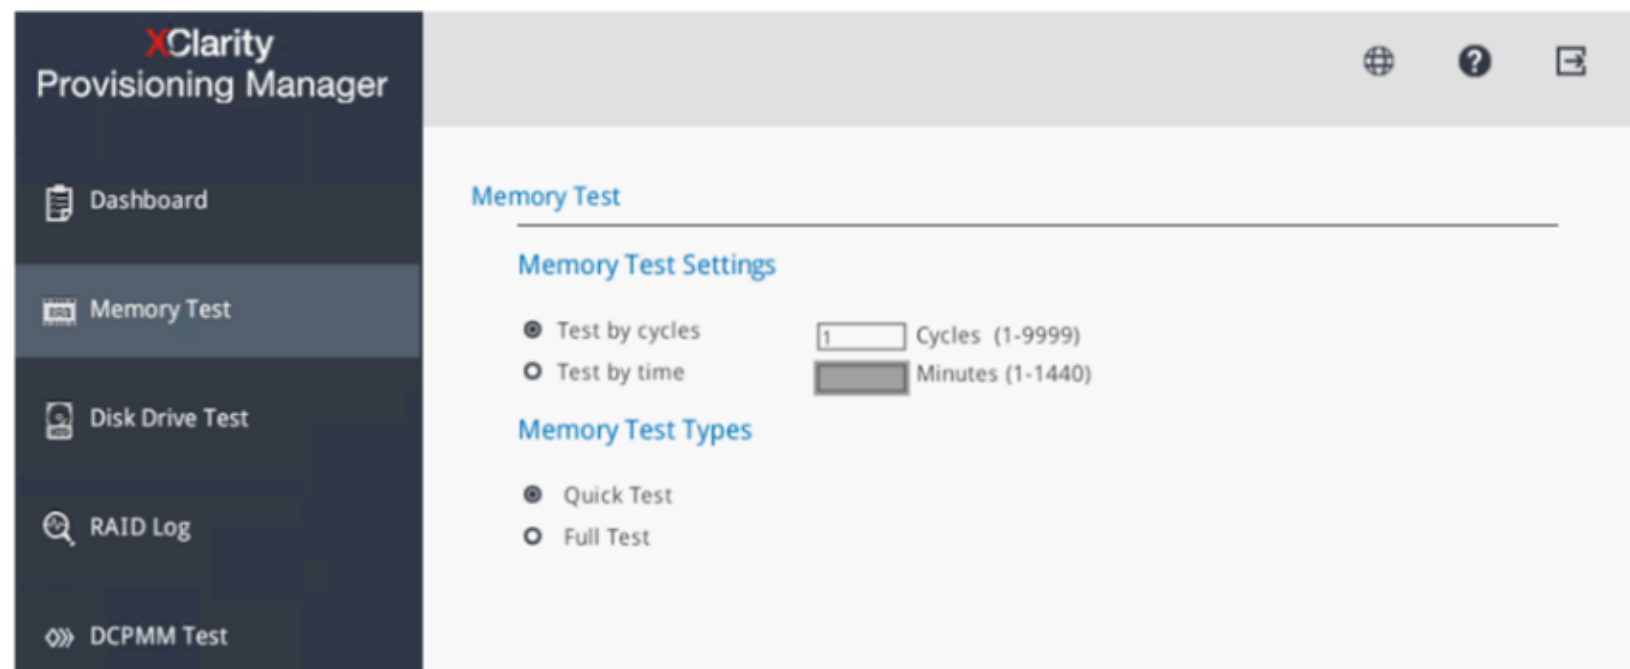 XClarity
Provisioning Manager
Dashboard
Memory Test
Disk Drive Test
RAID Log
DCPMM Test
Memory Test
Memory Test Settings
Test by cycles 1 Cycles (1-9999)
Test by time Minutes (1-1440)
Memory Test Types
Quick Test
Full Test